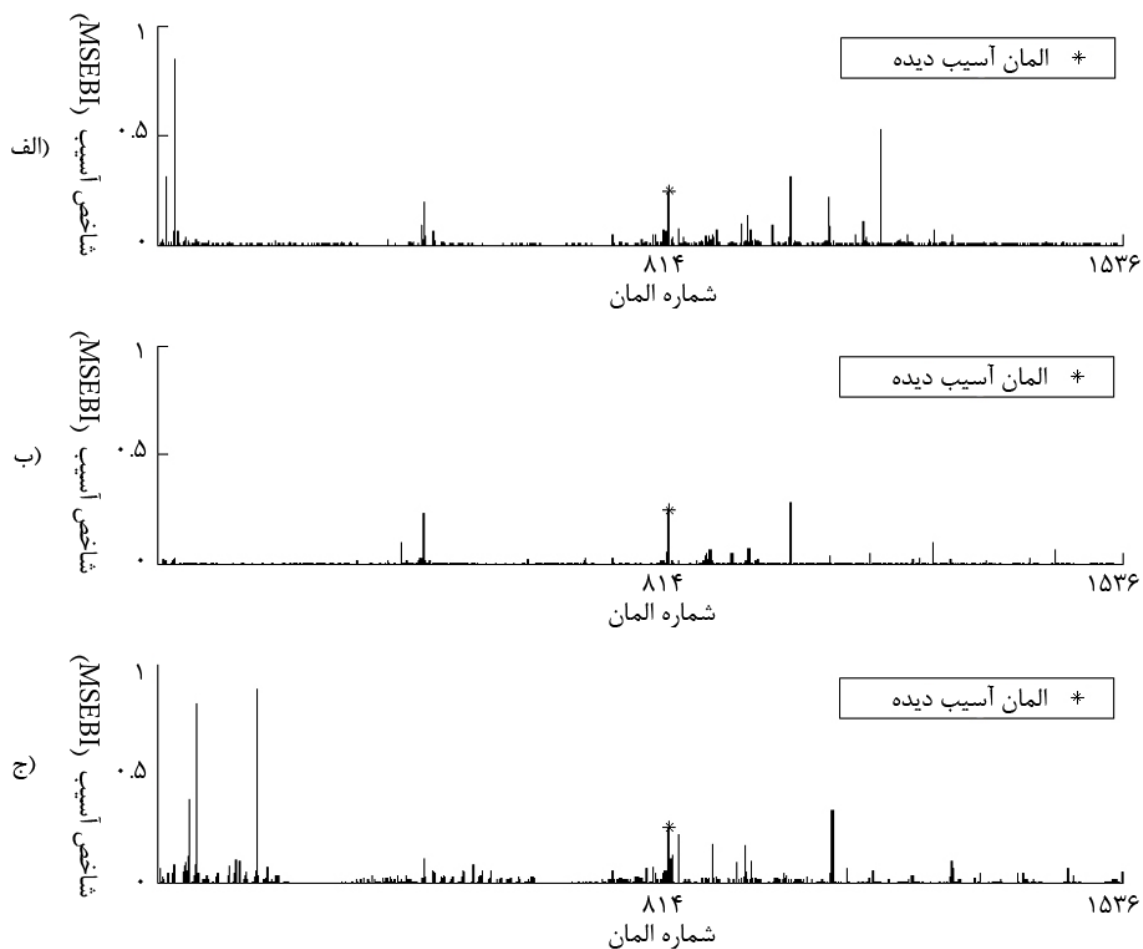 الف)
شاخص آسیب (MSEBI)
۱
۰.۵
۰
* المان آسیب دیده
۸۱۴
۱۵۳۶
شماره المان
ب)
شاخص آسیب (MSEBI)
۱
۰.۵
۰
* المان آسیب دیده
۸۱۴
۱۵۳۶
شماره المان
ج)
شاخص آسیب (MSEBI)
۱
۰.۵
۰
* المان آسیب دیده
۸۱۴
۱۵۳۶
شماره المان